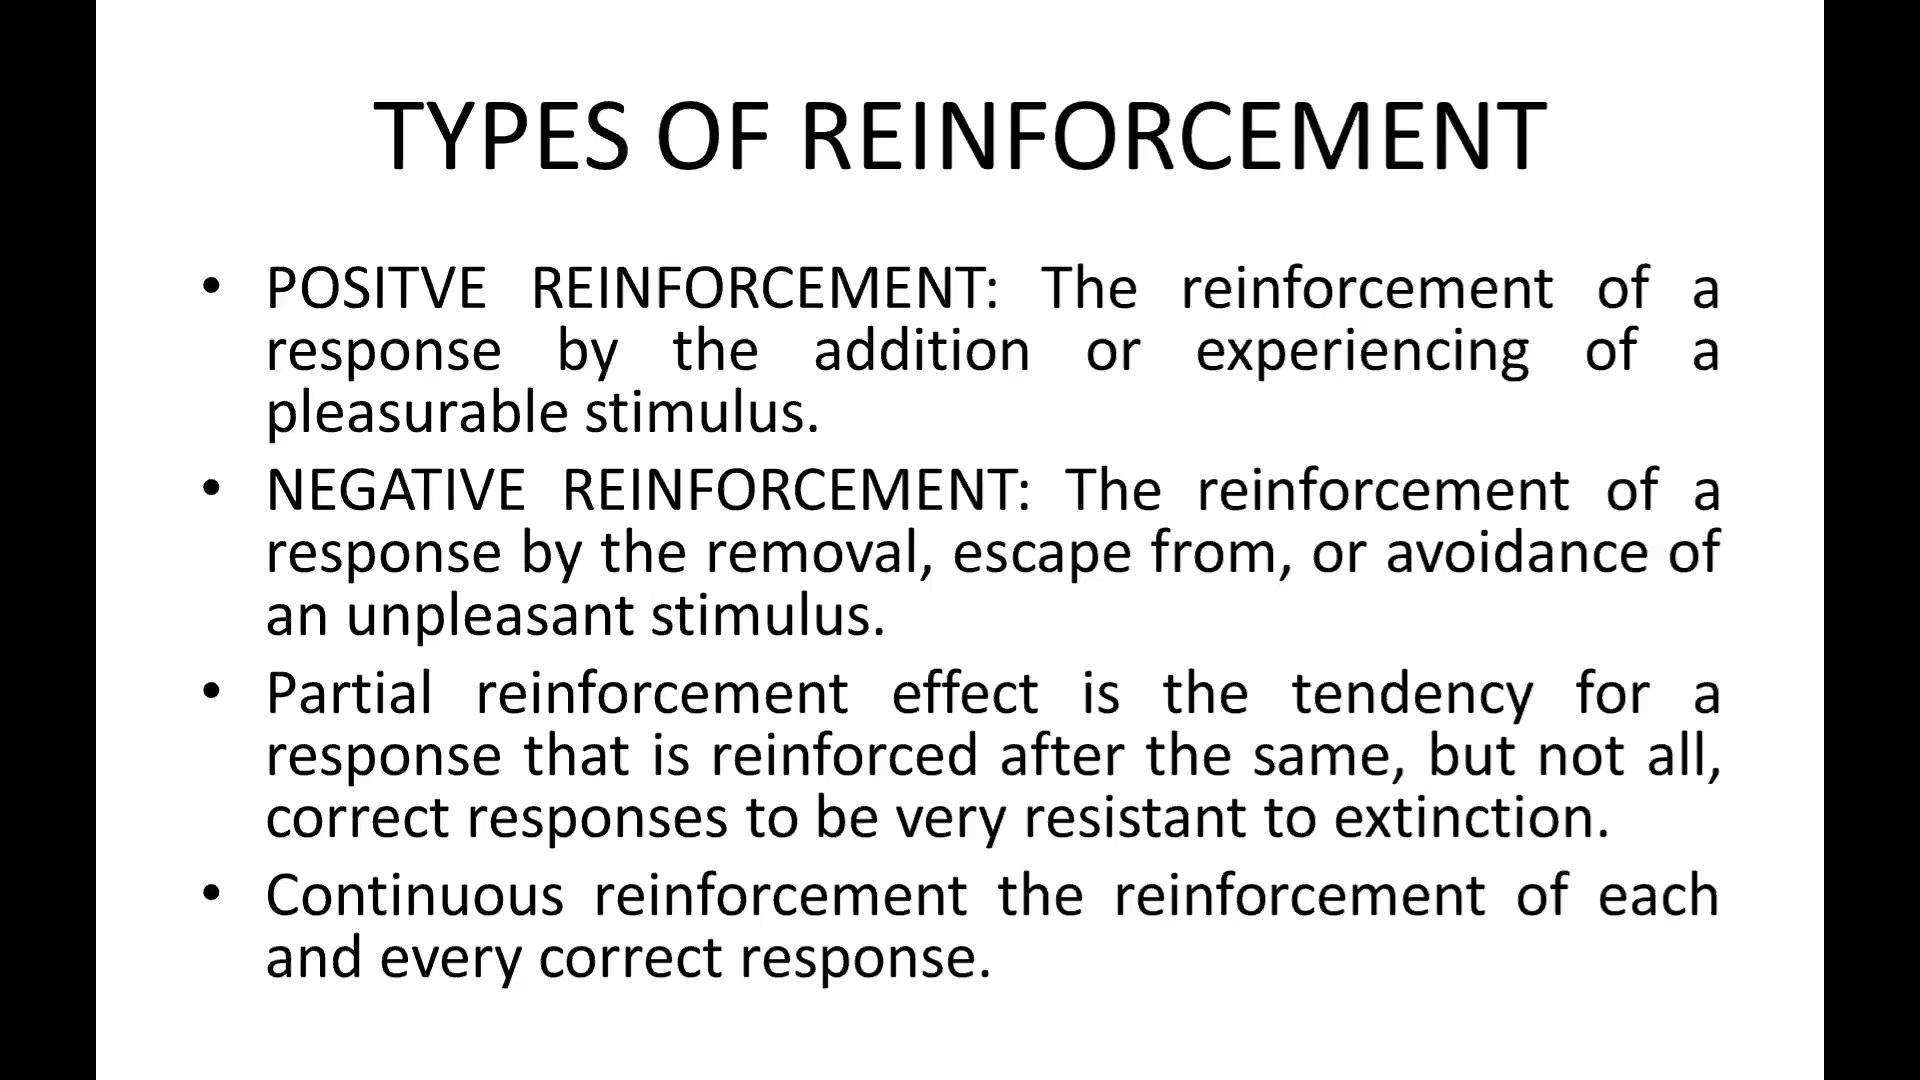 TYPES OF REINFORCEMENT
• POSITVE REINFORCEMENT: The reinforcement of a
response by the addition or experiencing of a
pleasurable stimulus.
• NEGATIVE REINFORCEMENT: The reinforcement of a
response by the removal, escape from, or avoidance of
an unpleasant stimulus.
• Partial reinforcement effect is the tendency for a
response that is reinforced after the same, but not all,
correct responses to be very resistant to extinction.
• Continuous reinforcement the reinforcement of each
and every correct response.